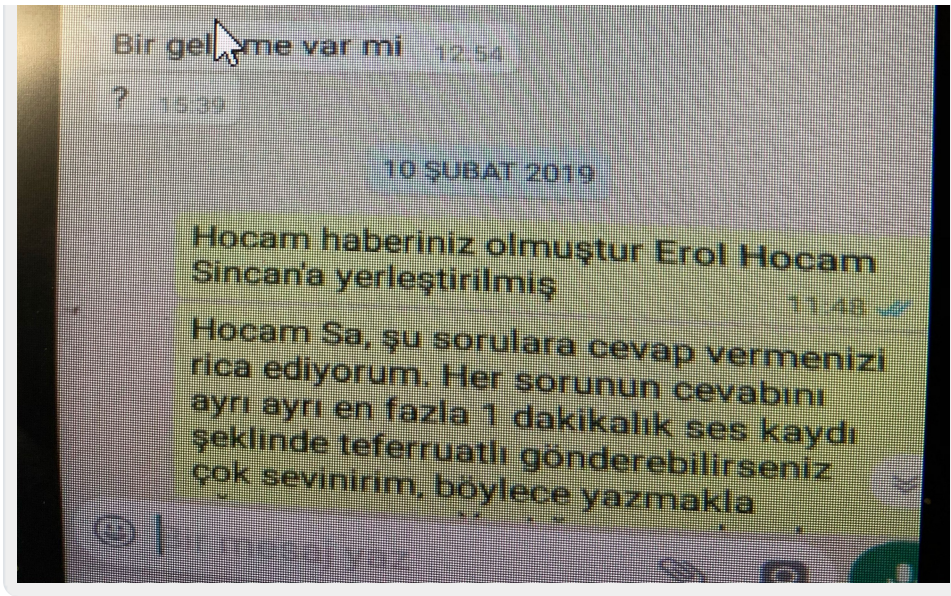 Bir gel me var mi 12:54
? 15:39
10 ŞUBAT 2019
Hocam haberiniz olmuştur Erol Hocam
Sincan'a yerleştirilmiş
11:48
Hocam Sa, şu sorulara cevap vermenizi
rica ediyorum. Her sorunun cevabını
ayrı ayrı en fazla 1 dakikalık ses kaydı
şeklinde teferruatlı gönderebilirseniz
çok sevinirim, böylece yazmakla
Bir mesaj yaz